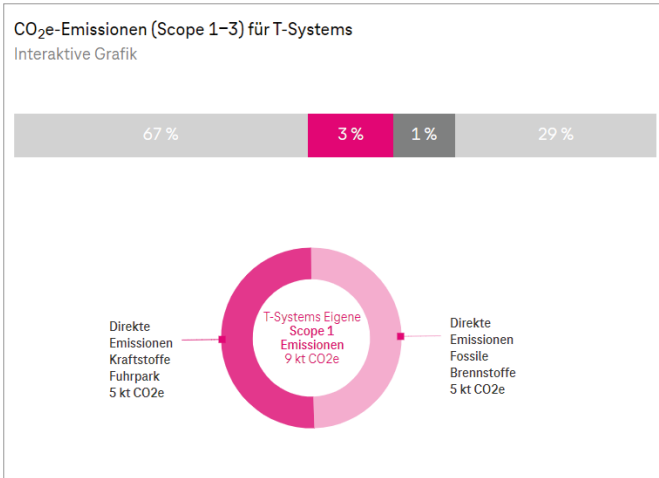 CO₂e-Emissionen (Scope 1–3) für T-Systems
Interaktive Grafik
67 %
3 %
1 %
29 %
T-Systems Eigene
Scope 1
Emissionen
9 kt CO2e
Direkte
Emissionen
Kraftstoffe
Fuhrpark
5 kt CO2e
Direkte
Emissionen
Fossile
Brennstoffe
5 kt CO2e